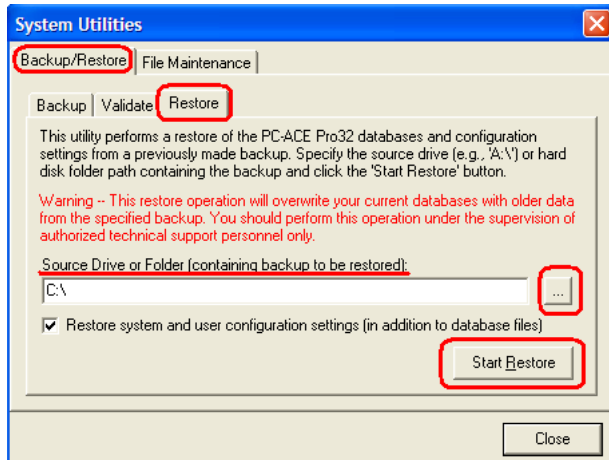 System Utilities
Backup/Restore File Maintenance
Backup Validate Restore
This utility performs a restore of the PC-ACE Pro32 databases and configuration
settings from a previously made backup. Specify the source drive (e.g., 'A:\') or hard
disk folder path containing the backup and click the 'Start Restore' button.
Warning -- This restore operation will overwrite your current databases with older data
from the specified backup. You should perform this operation under the supervision of
authorized technical support personnel only.
Source Drive or Folder (containing backup to be restored):
C:\ ...
Restore system and user configuration settings (in addition to database files)
Start Restore
Close